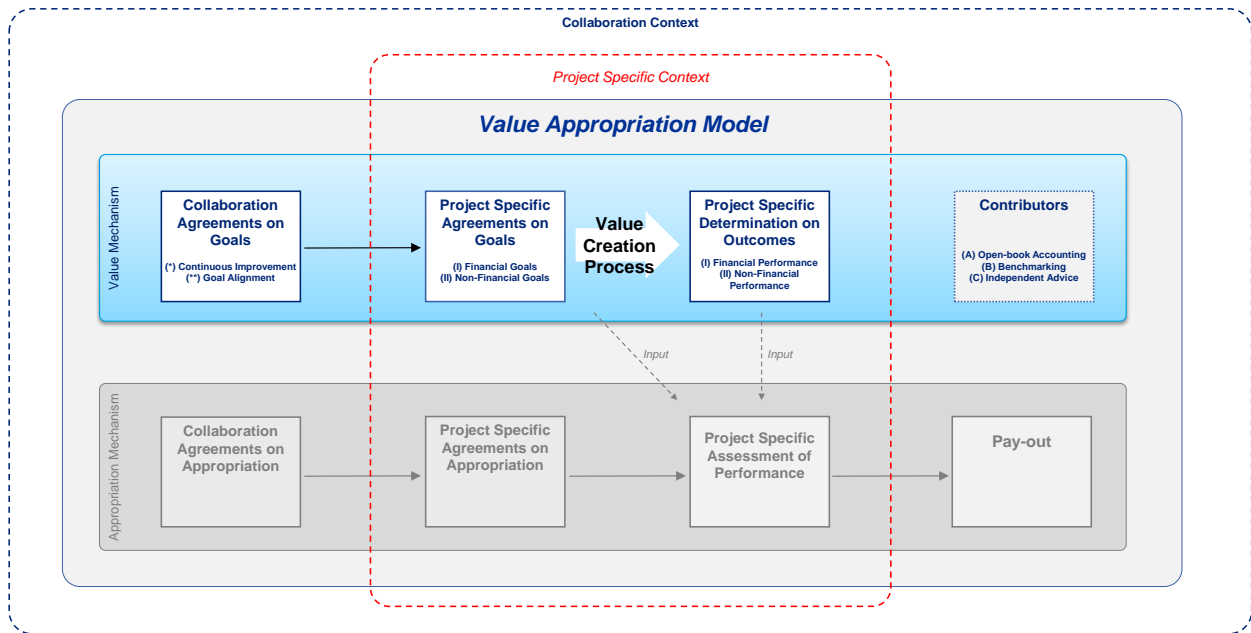 Collaboration Context
Project Specific Context
Value Appropriation Model
Value Mechanism
Collaboration
Agreements on
Goals
(*) Continuous Improvement
(**) Goal Alignment
Project Specific
Agreements on
Goals
(I) Financial Goals
(II) Non-Financial Goals
Value
Creation
Process
Project Specific
Determination on
Outcomes
(I) Financial Performance
(II) Non-Financial
Performance
Contributors
(A) Open-book Accounting
(B) Benchmarking
(C) Independent Advice
Input
Input
Appropriation Mechanism
Collaboration
Agreements on
Appropriation
Project Specific
Agreements on
Appropriation
Project Specific
Assessment of
Performance
Pay-out